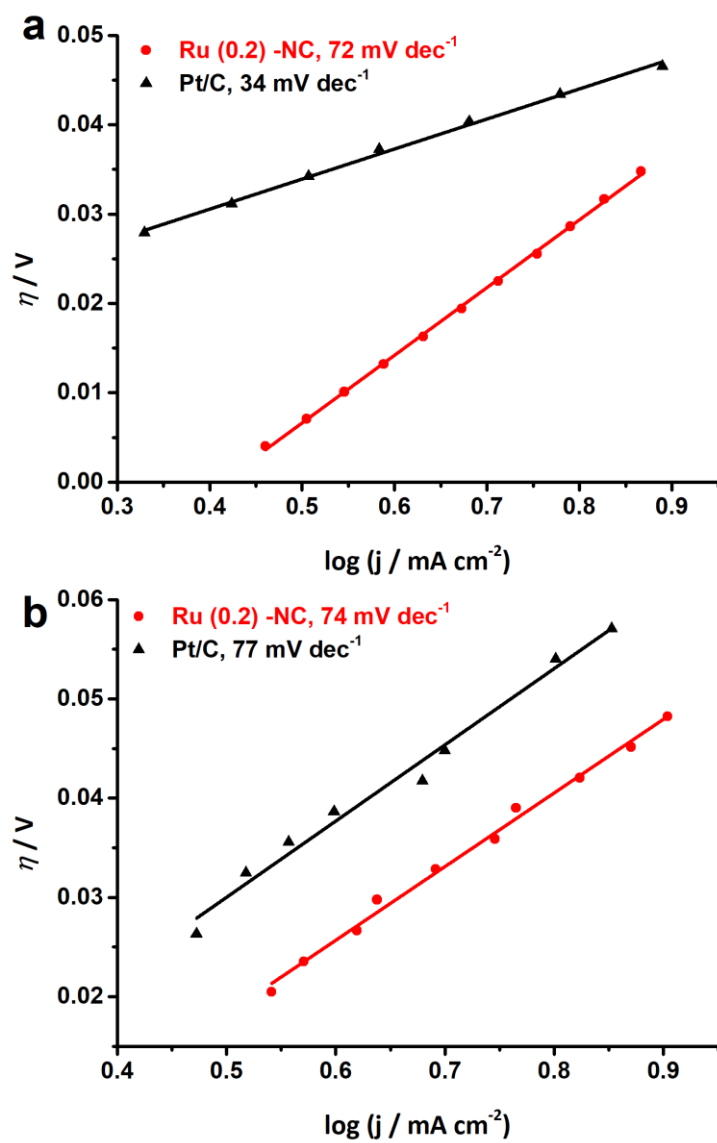 a
Ru (0.2) -NC, 72 mV dec⁻¹
Pt/C, 34 mV dec⁻¹
0.05
0.04
0.03
0.02
0.01
0.00
η / V
0.3 0.4 0.5 0.6 0.7 0.8 0.9
log (j / mA cm⁻²)
b
Ru (0.2) -NC, 74 mV dec⁻¹
Pt/C, 77 mV dec⁻¹
0.06
0.05
0.04
0.03
0.02
η / V
0.4 0.5 0.6 0.7 0.8 0.9
log (j / mA cm⁻²)